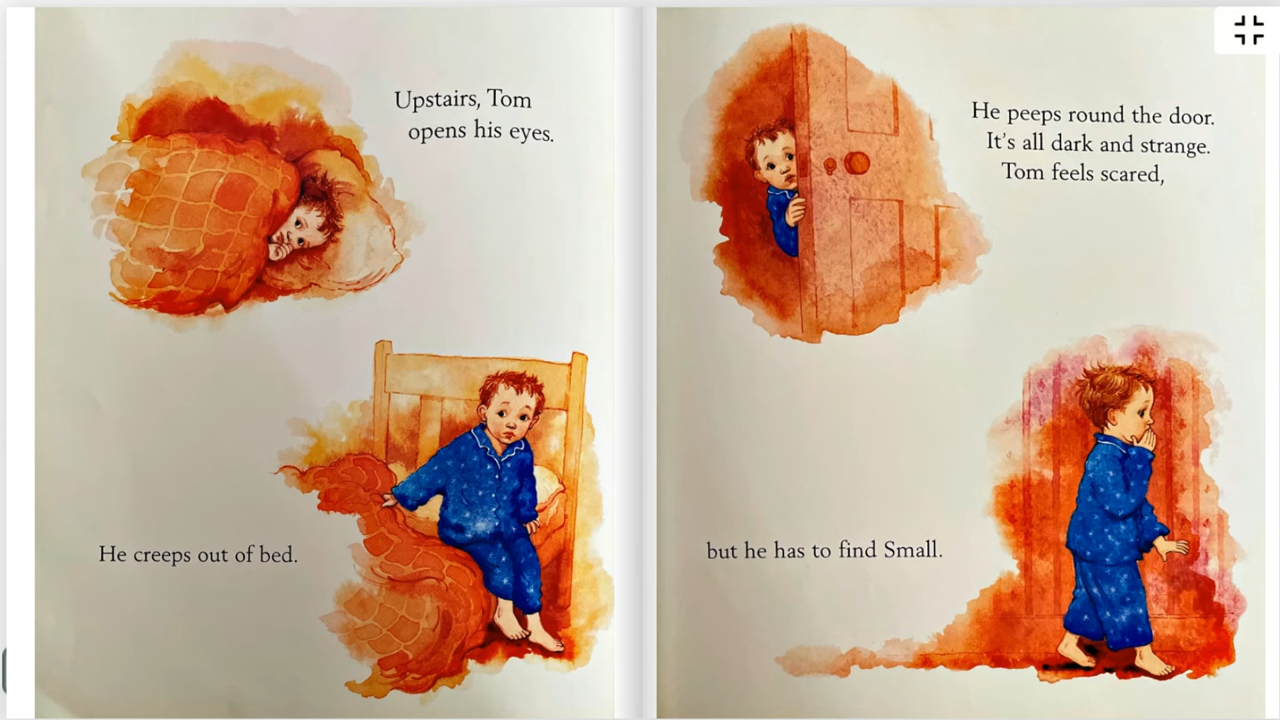 Upstairs, Tom
opens his eyes.
He creeps out of bed.
He peeps round the door.
It's all dark and strange.
Tom feels scared,
but he has to find Small.